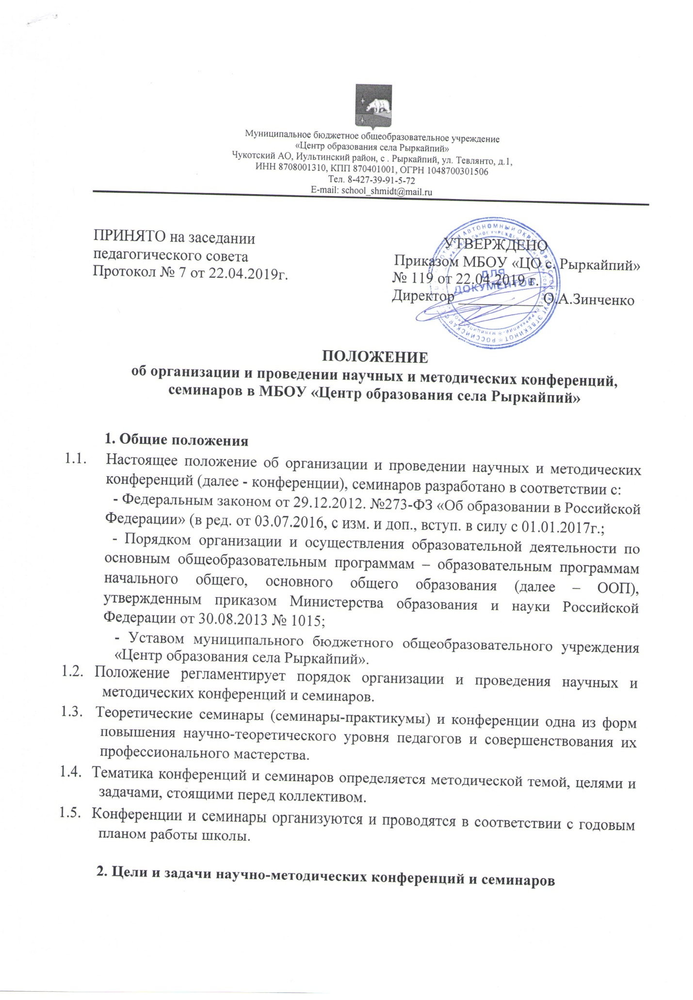 Муниципальное бюджетное общеобразовательное учреждение
«Центр образования села Рыркайпий»
Чукотский АО, Иультинский район, с . Рыркайпий, ул. Тевлянто, д.1,
ИНН 8708001310, КПП 870401001, ОГРН 1048700301506
Тел. 8-427-39-91-5-72
E-mail: school_shmidt@mail.ru
ПРИНЯТО на заседании
педагогического совета
Протокол № 7 от 22.04.2019г.
УТВЕРЖДЕНО
Приказом МБОУ «ЦО с. Рыркайпий»
№ 119 от 22.04.2019 г.
Директор ___________О.А.Зинченко
ДЛЯ
ДОКУМЕНТОВ
ПОЛОЖЕНИЕ
об организации и проведении научных и методических конференций,
семинаров в МБОУ «Центр образования села Рыркайпий»
1. Общие положения
1.1. Настоящее положение об организации и проведении научных и методических
конференций (далее - конференции), семинаров разработано в соответствии с:
- Федеральным законом от 29.12.2012. №273-ФЗ «Об образовании в Российской
Федерации» (в ред. от 03.07.2016, с изм. и доп., вступ. в силу с 01.01.2017г.;
- Порядком организации и осуществления образовательной деятельности по
основным общеобразовательным программам – образовательным программам
начального общего, основного общего образования (далее – ООП),
утвержденным приказом Министерства образования и науки Российской
Федерации от 30.08.2013 № 1015;
- Уставом муниципального бюджетного общеобразовательного учреждения
«Центр образования села Рыркайпий».
1.2. Положение регламентирует порядок организации и проведения научных и
методических конференций и семинаров.
1.3. Теоретические семинары (семинары-практикумы) и конференции одна из форм
повышения научно-теоретического уровня педагогов и совершенствования их
профессионального мастерства.
1.4. Тематика конференций и семинаров определяется методической темой, целями и
задачами, стоящими перед коллективом.
1.5. Конференции и семинары организуются и проводятся в соответствии с годовым
планом работы школы.
2. Цели и задачи научно-методических конференций и семинаров